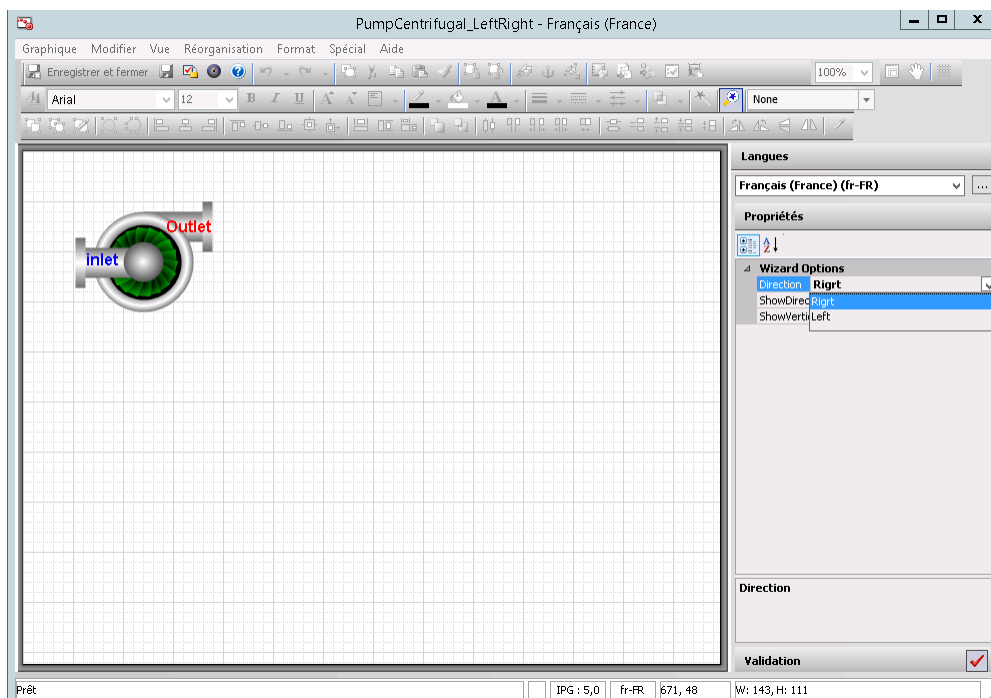 PumpCentrifugal_LeftRight - Français (France)
Graphique Modifier Vue Réorganisation Format Spécial Aide
Enregistrer et fermer 100%
Arial 12 B I U None
Langues
Français (France) (fr-FR)
Propriétés
Outlet
inlet
Wizard Options
Direction Rigrt
ShowDirec Rigrt
ShowVerti Left
Direction
Validation
Prêt IPG : 5,0 fr-FR 671, 48 W: 143, H: 111